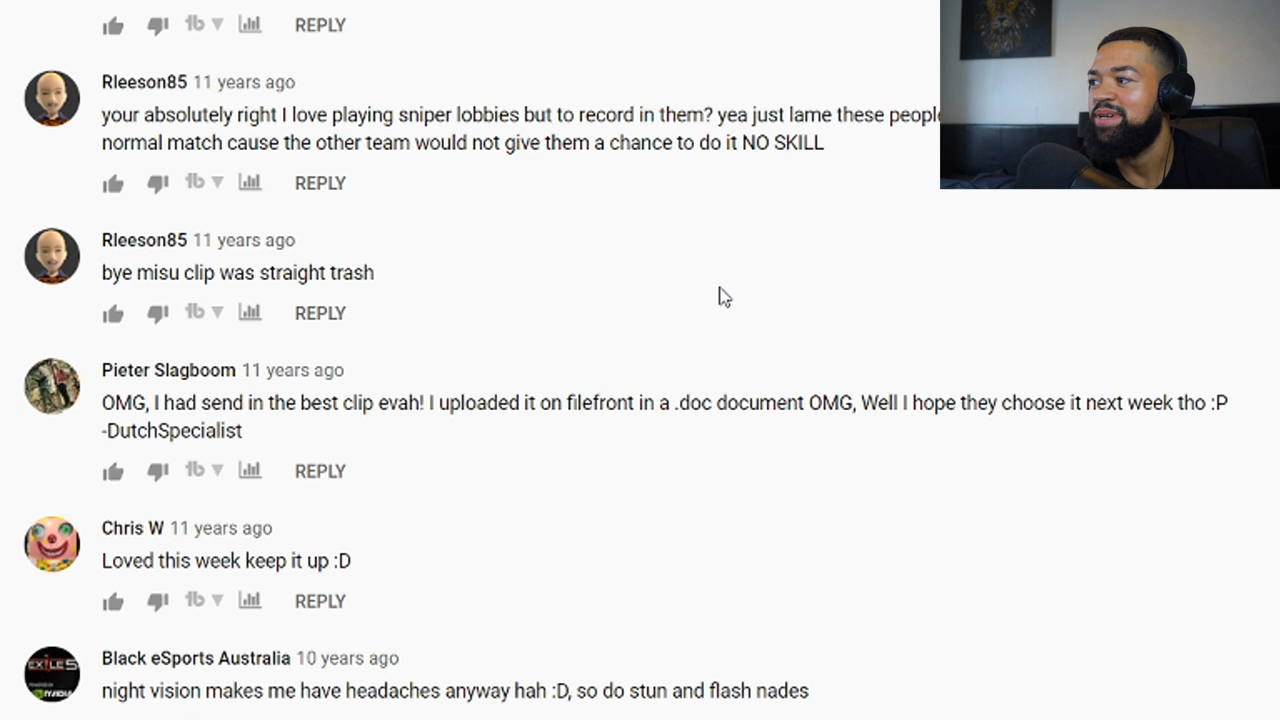 REPLY
Rleeson85 11 years ago
your absolutely right I love playing sniper lobbies but to record in them? yea just lame these people
normal match cause the other team would not give them a chance to do it NO SKILL
REPLY
Rleeson85 11 years ago
bye misu clip was straight trash
REPLY
Pieter Slagboom 11 years ago
OMG, I had send in the best clip evah! I uploaded it on filefront in a .doc document OMG, Well I hope they choose it next week tho :P
-DutchSpecialist
REPLY
Chris W 11 years ago
Loved this week keep it up :D
REPLY
EXILE5
NVIDIA
Black eSports Australia 10 years ago
night vision makes me have headaches anyway hah :D, so do stun and flash nades